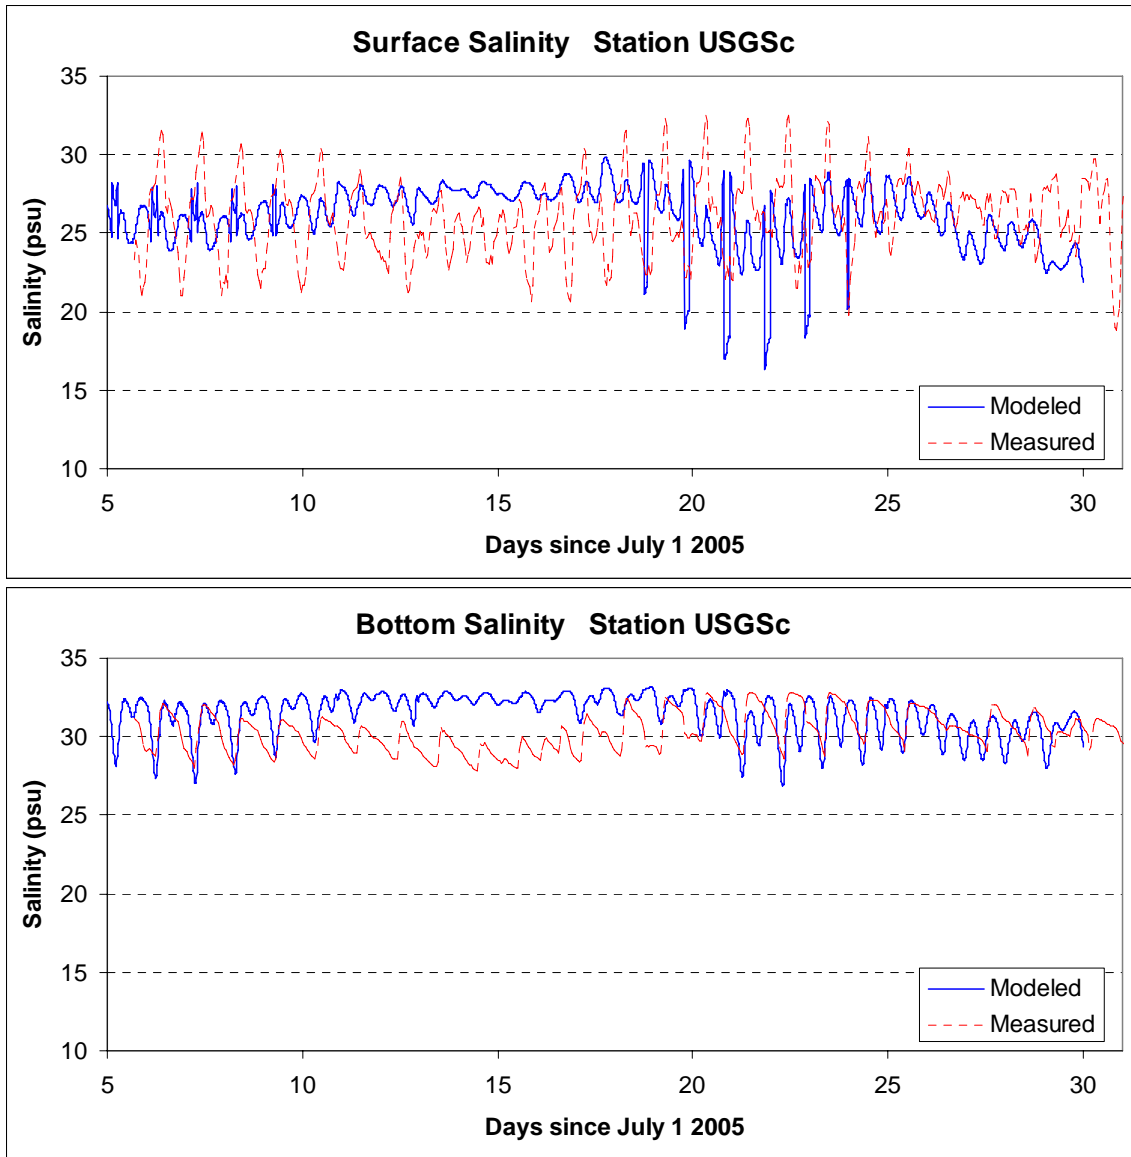 Surface Salinity Station USGSc
35
30
25
20
15
10
Salinity (psu)
Modeled
Measured
5 10 15 20 25 30
Days since July 1 2005
Bottom Salinity Station USGSc
35
30
25
20
15
10
Salinity (psu)
Modeled
Measured
5 10 15 20 25 30
Days since July 1 2005